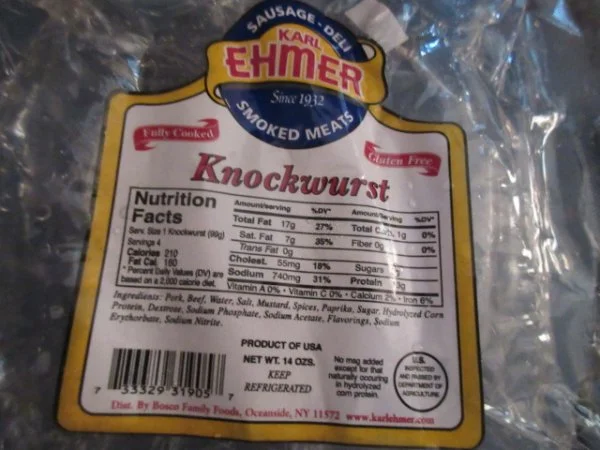 SAUSAGE - DELI
KARL
EHMER
Since 1932
SMOKED MEATS
Fully Cooked
Gluten Free
Knockwurst
Nutrition
Facts
Serv. Size 1 Knockwurst (99g)
Servings 4
Calories 210
Fat Cal. 160
*Percent Daily Values (DV) are
based on a 2,000 calorie diet.
Amount/serving %DV*
Total Fat 17g 27%
Sat. Fat 7g 35%
Trans Fat 0g
Cholest. 55mg 18%
Sodium 740mg 31%
Amount/serving %DV*
Total Carb. 1g 0%
Fiber 0g 0%
Sugars
Protein
Vitamin A 0% • Vitamin C 0% • Calcium 2% • Iron 6%
Ingredients: Pork, Beef, Water, Salt, Mustard, Spices, Paprika, Sugar, Hydrolyzed Corn
Protein, Dextrose, Sodium Phosphate, Sodium Acetate, Flavorings, Sodium
Erythorbate, Sodium Nitrite.
PRODUCT OF USA
NET WT. 14 OZS.
KEEP
REFRIGERATED
No msg added
except for that
naturally occuring
in hydrolyzed
corn protein.
U.S.
INSPECTED
AND PASSED BY
DEPARTMENT OF
AGRICULTURE
7 33329 31905 7
Dist. By Bosco Family Foods, Oceanside, NY 11572 www.karlehmer.com